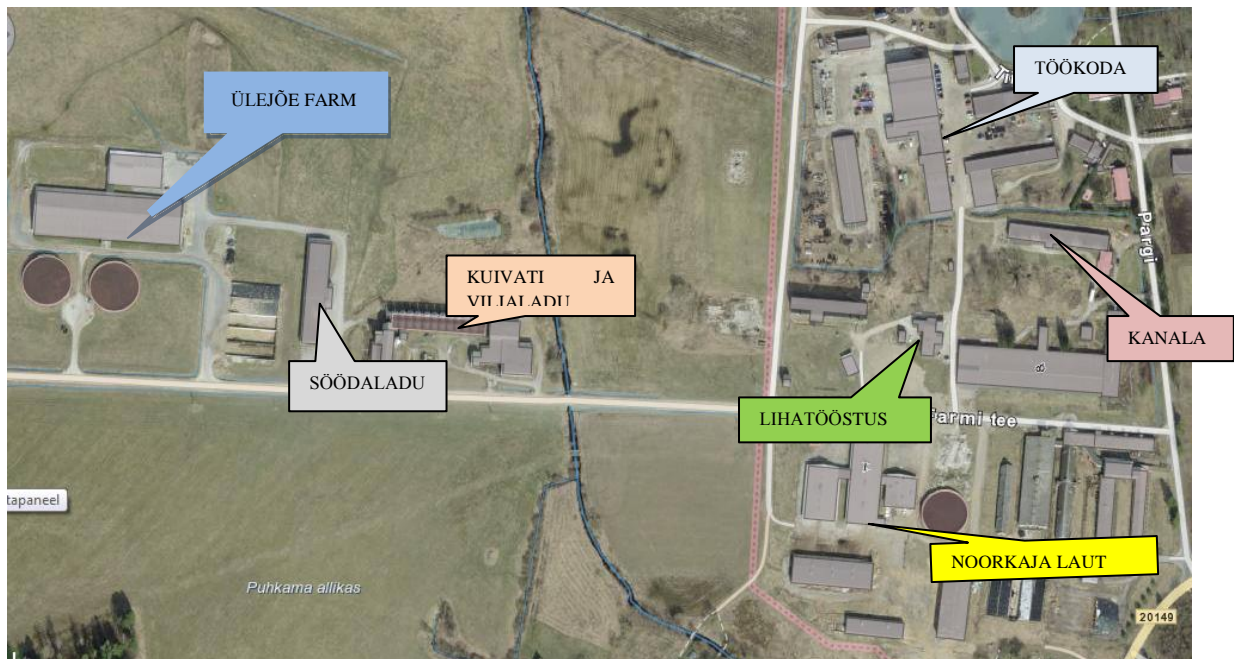 TÖÖKODA
ÜLEJÕE FARM
Pargi
KUIVATI JA
VILJALADU
KANALA
SÖÖDALADU
LIHATÖÖSTUS
Farmi tee
tapaneel
NOORKAJA LAUT
Puhkama allikas
20149